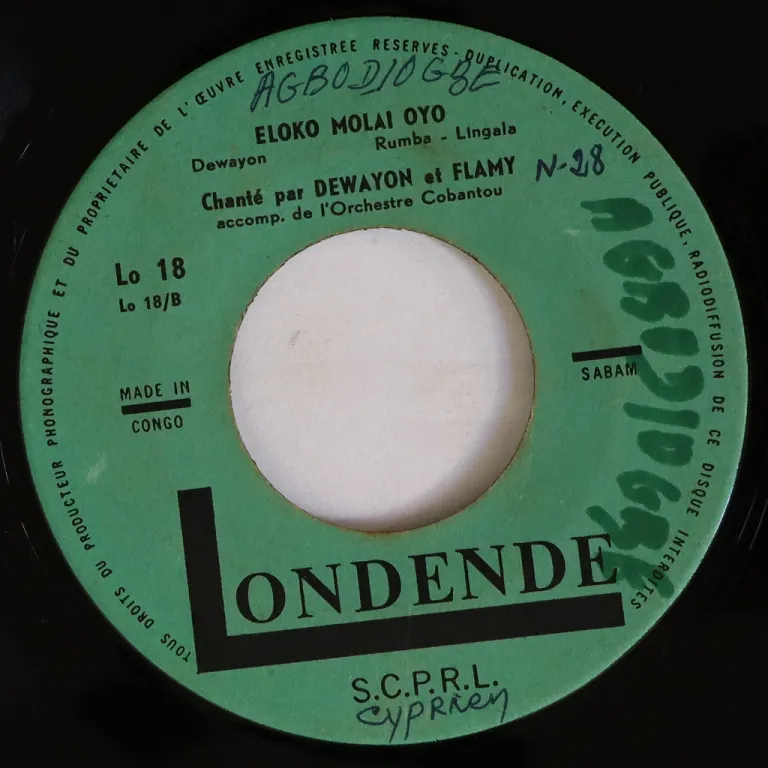 TOUS DROITS DU PRODUCTEUR PHONOGRAPHIQUE ET DU PROPRIETAIRE DE L'ŒUVRE ENREGISTREE RESERVES - DUPLICATION, EXECUTION PUBLIQUE, RADIODIFFUSION DE CE DISQUE INTERDITES
AGBODJOGBE
ELOKO MOLAI OYO
Dewayon Rumba - Lingala
Chanté par DEWAYON et FLAMY
accomp. de l'Orchestre Cobantou
N-28
Lo 18
Lo 18/B
MADE IN
CONGO
SABAM
AGBODJOGBE
LONDENDE
S.C.P.R.L.
Cyprien